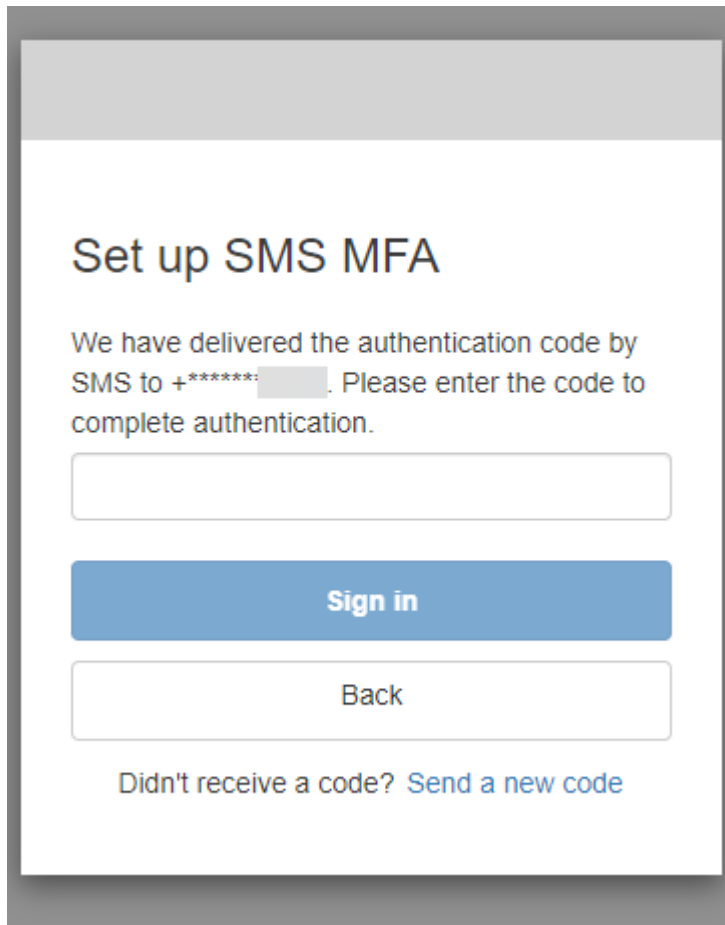 Set up SMS MFA
We have delivered the authentication code by
SMS to +*******. Please enter the code to
complete authentication.
Sign in
Back
Didn't receive a code? Send a new code